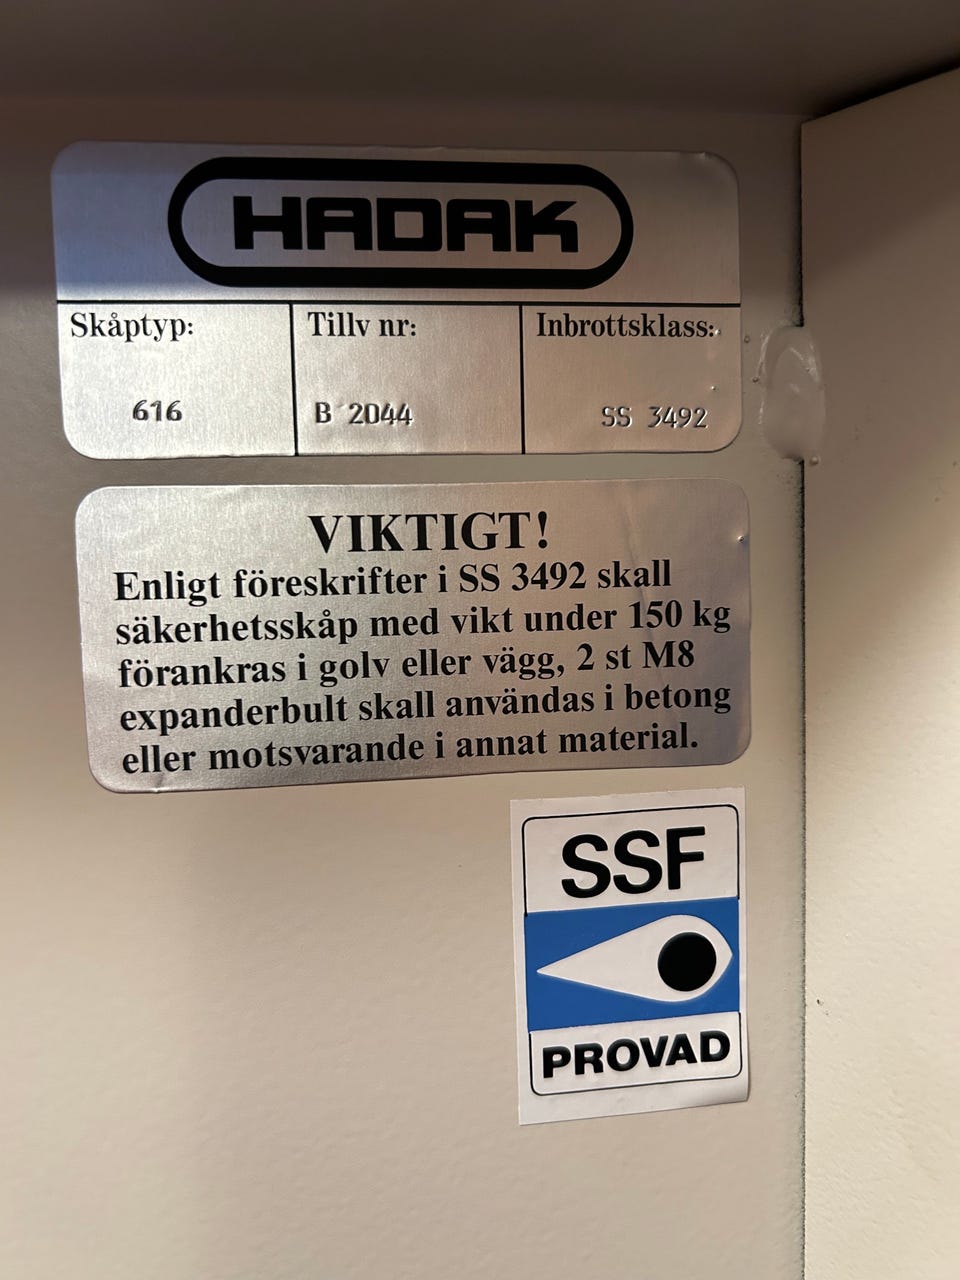 HADAK
Skåptyp: Tillv nr: Inbrottsklass:
616 B 2044 SS 3492
VIKTIGT!
Enligt föreskrifter i SS 3492 skall
säkerhetsskåp med vikt under 150 kg
förankras i golv eller vägg, 2 st M8
expanderbult skall användas i betong
eller motsvarande i annat material.
SSF
PROVAD